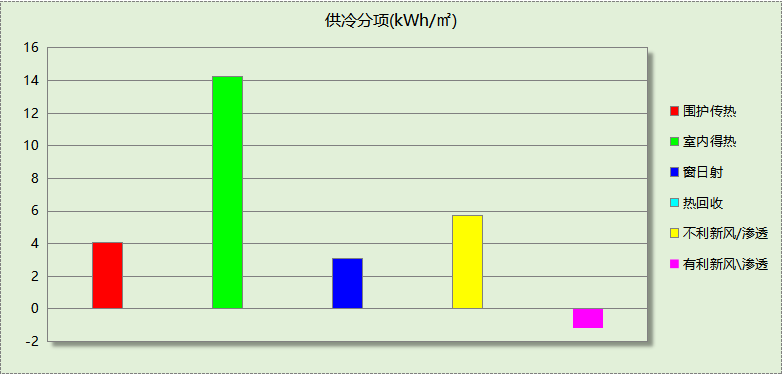 供冷分项(kWh/㎡)
16
14
12
10
8
6
4
2
0
-2
围护传热
室内得热
窗日射
热回收
不利新风/渗透
有利新风\渗透